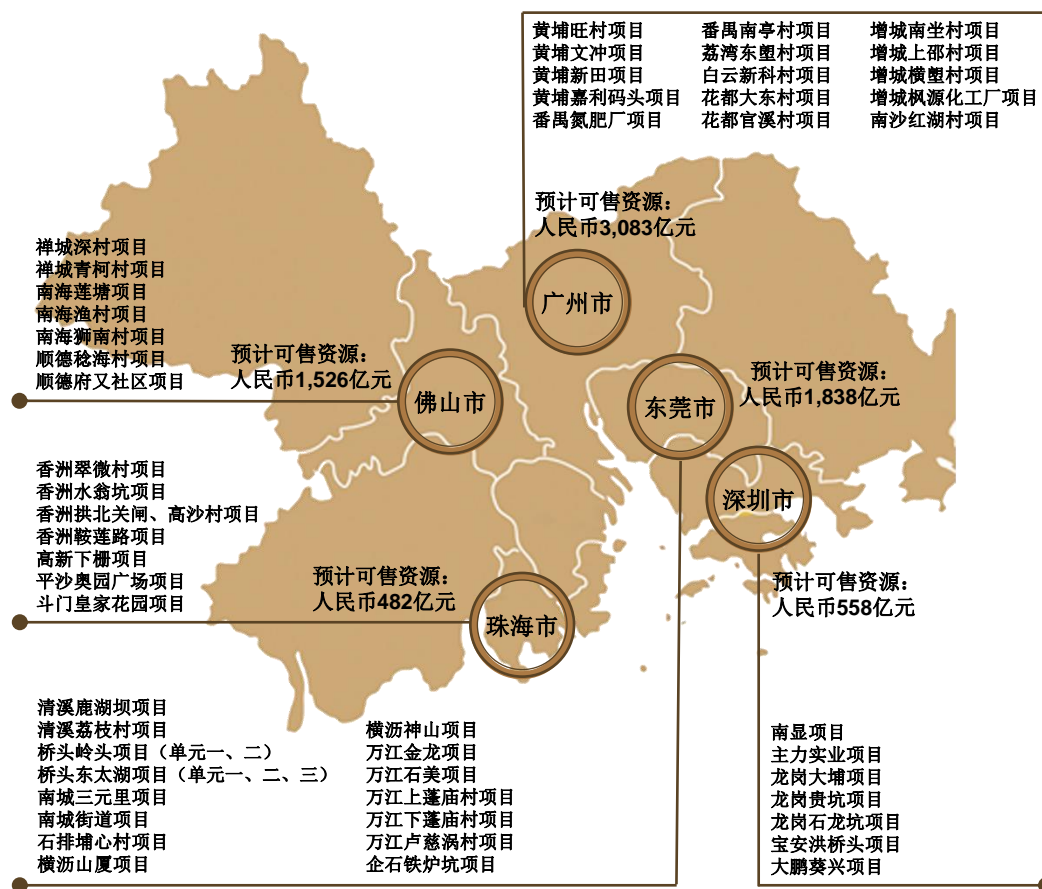 黄埔旺村项目
黄埔文冲项目
黄埔新田项目
黄埔嘉利码头项目
番禺氮肥厂项目
番禺南亭村项目
荔湾东塱村项目
白云新科村项目
花都大东村项目
花都官溪村项目
增城南坐村项目
增城上邵村项目
增城横塱村项目
增城枫源化工厂项目
南沙红湖村项目
预计可售资源：
人民币3,083亿元
广州市
禅城深村项目
禅城青柯村项目
南海莲塘项目
南海渔村项目
南海狮南村项目
顺德稔海村项目
顺德府又社区项目
预计可售资源：
人民币1,526亿元
佛山市
预计可售资源：
人民币1,838亿元
东莞市
深圳市
预计可售资源：
人民币558亿元
香洲翠微村项目
香洲水翁坑项目
香洲拱北关闸、高沙村项目
香洲鞍莲路项目
高新下栅项目
平沙奥园广场项目
斗门皇家花园项目
预计可售资源：
人民币482亿元
珠海市
清溪鹿湖坝项目
清溪荔枝村项目
桥头岭头项目（单元一、二）
桥头东太湖项目（单元一、二、三）
南城三元里项目
南城街道项目
石排埔心村项目
横沥山厦项目
横沥神山项目
万江金龙项目
万江石美项目
万江上蓬庙村项目
万江下蓬庙村项目
万江卢慈涡村项目
企石铁炉坑项目
南显项目
主力实业项目
龙岗大埔项目
龙岗贵坑项目
龙岗石龙坑项目
宝安洪桥头项目
大鹏葵兴项目